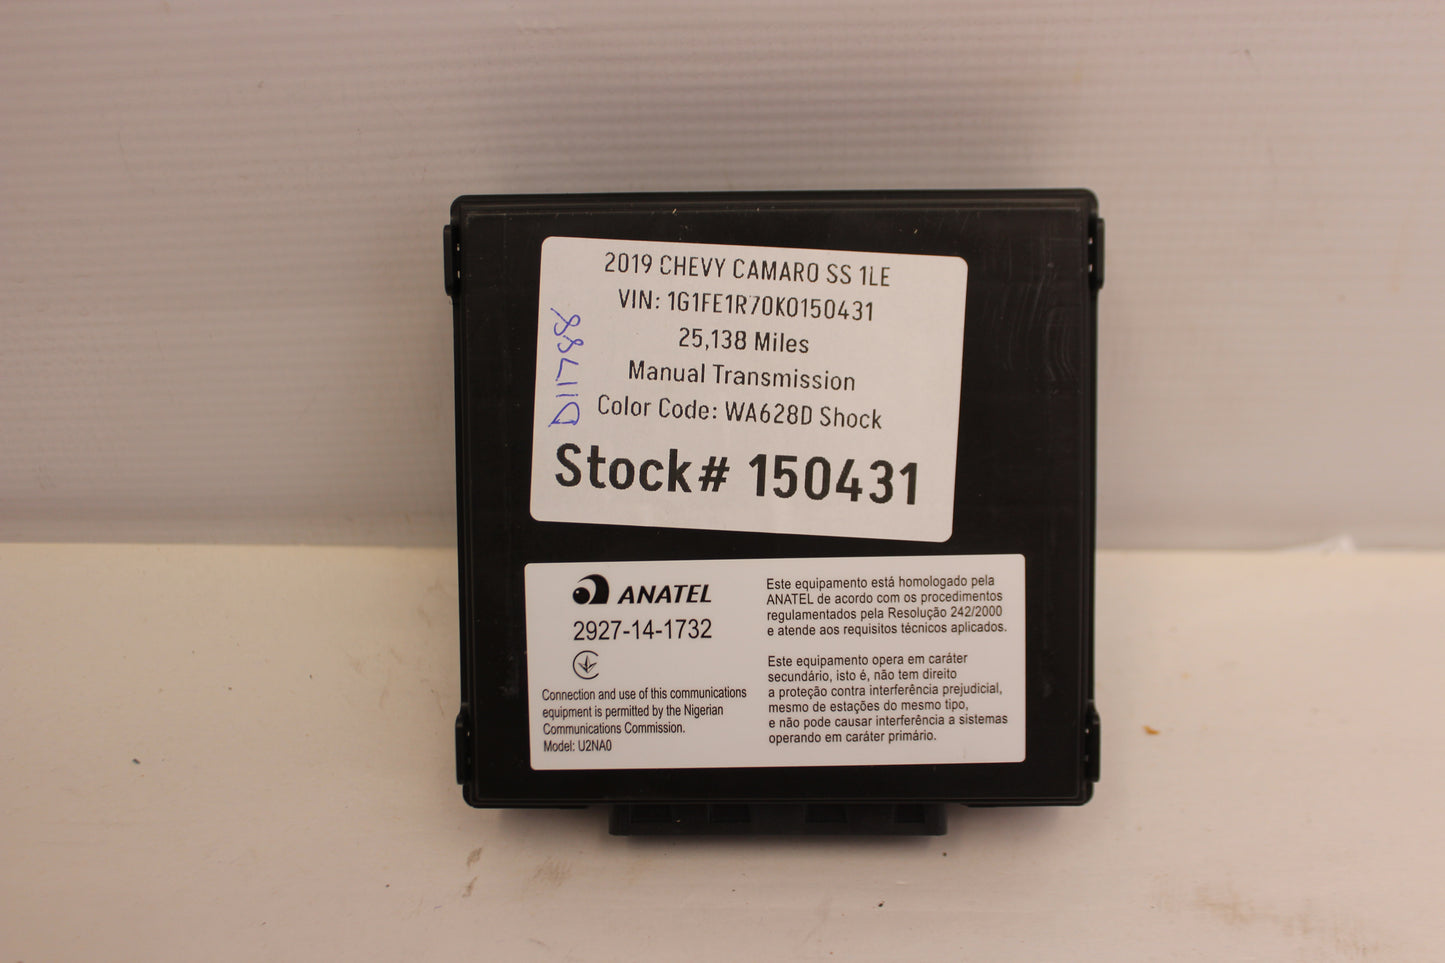 2019 CHEVY CAMARO SS 1LE
VIN: 1G1FE1R70K0150431
25,138 Miles
Manual Transmission
Color Code: WA628D Shock
Stock# 150431
D11788
ANATEL
2927-14-1732
Connection and use of this communications
equipment is permitted by the Nigerian
Communications Commission.
Model: U2NA0
Este equipamento está homologado pela
ANATEL de acordo com os procedimentos
regulamentados pela Resolução 242/2000
e atende aos requisitos técnicos aplicados.
Este equipamento opera em caráter
secundário, isto é, não tem direito
a proteção contra interferência prejudicial,
mesmo de estações do mesmo tipo,
e não pode causar interferência a sistemas
operando em caráter primário.